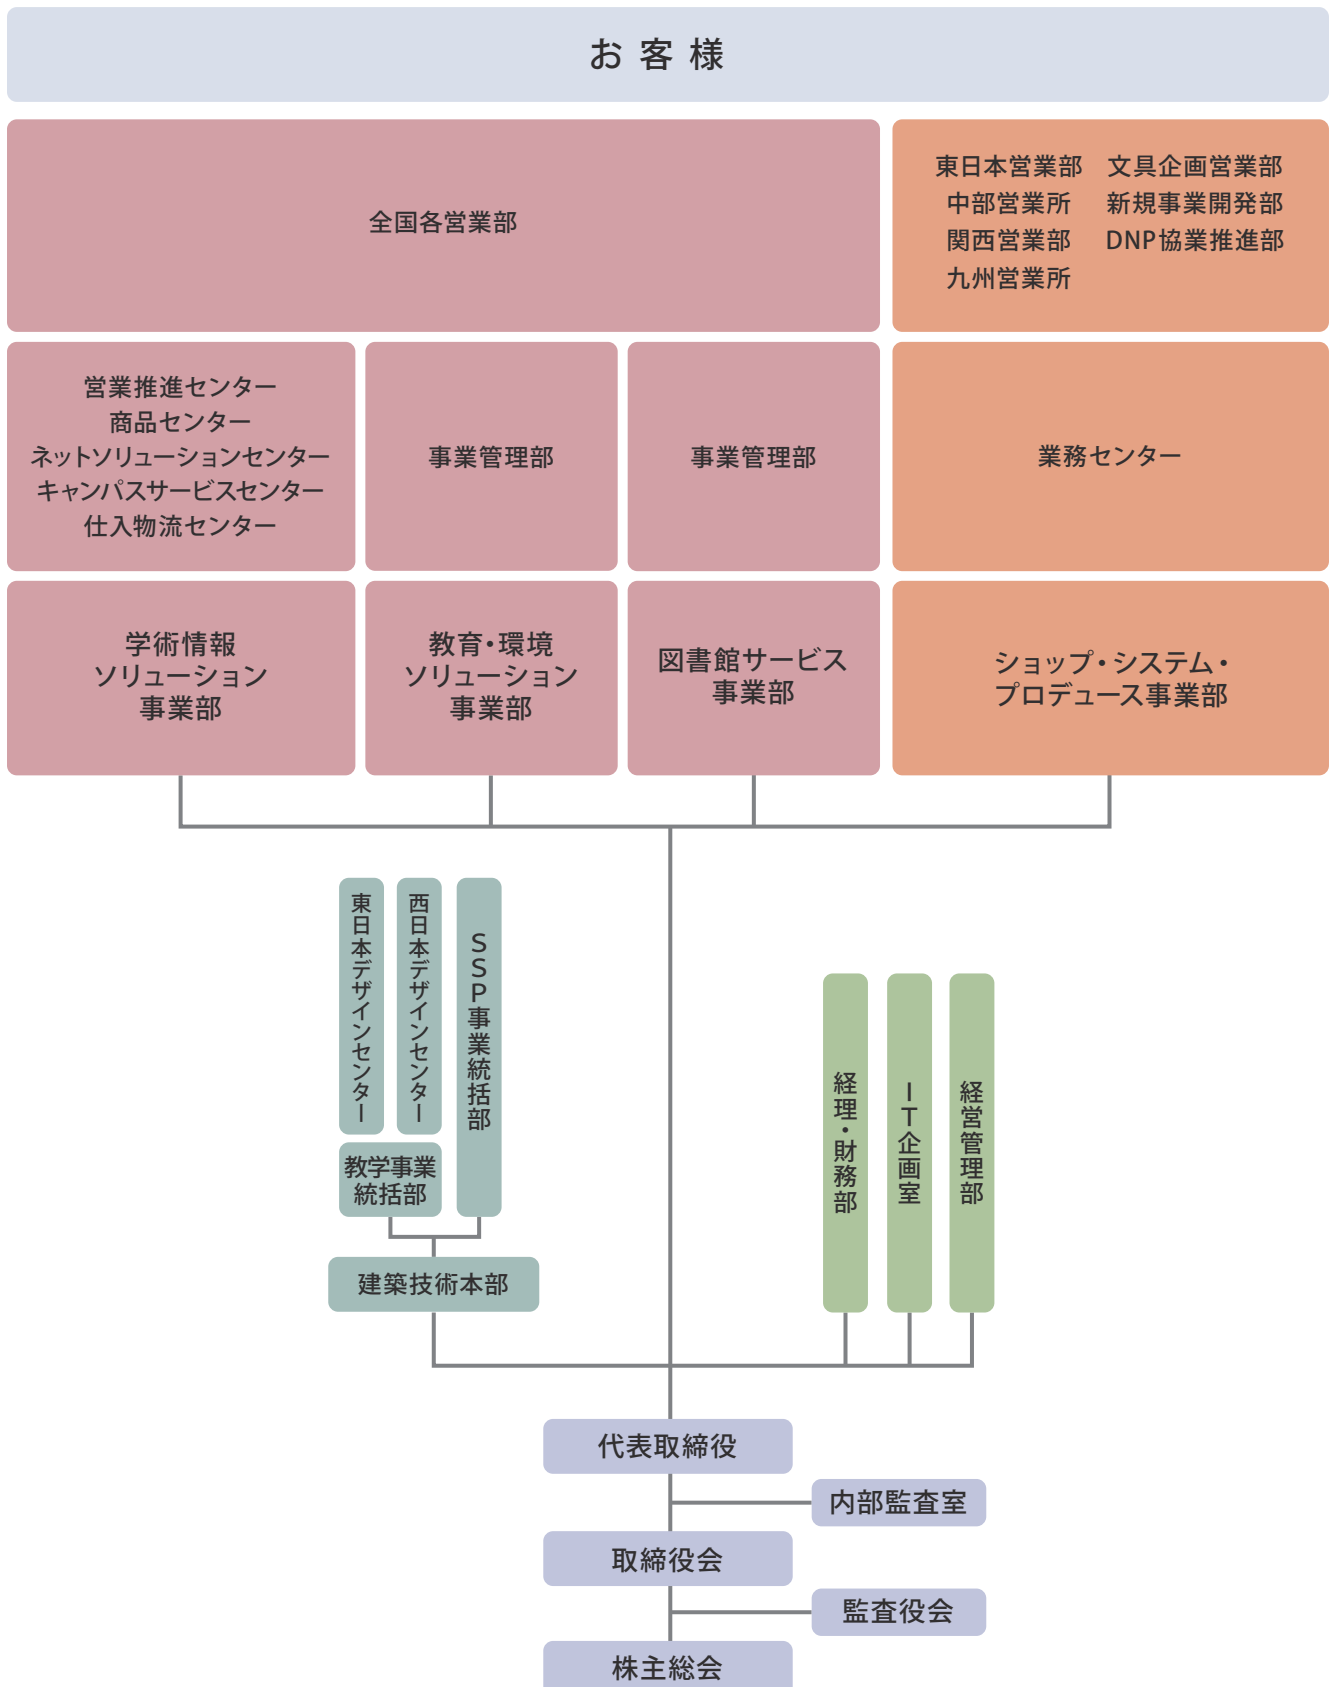 お客様
全国各営業部
東日本営業部 文具企画営業部
中部営業所 新規事業開発部
関西営業部 DNP協業推進部
九州営業所
営業推進センター
商品センター
ネットソリューションセンター
キャンパスサービスセンター
仕入物流センター
事業管理部
事業管理部
業務センター
学術情報
ソリューション
事業部
教育・環境
ソリューション
事業部
図書館サービス
事業部
ショップ・システム・
プロデュース事業部
東日本デザインセンター
西日本デザインセンター
SSP事業統括部
教学事業
統括部
建築技術本部
経理・財務部
IT企画室
経営管理部
代表取締役
内部監査室
取締役会
監査役会
株主総会